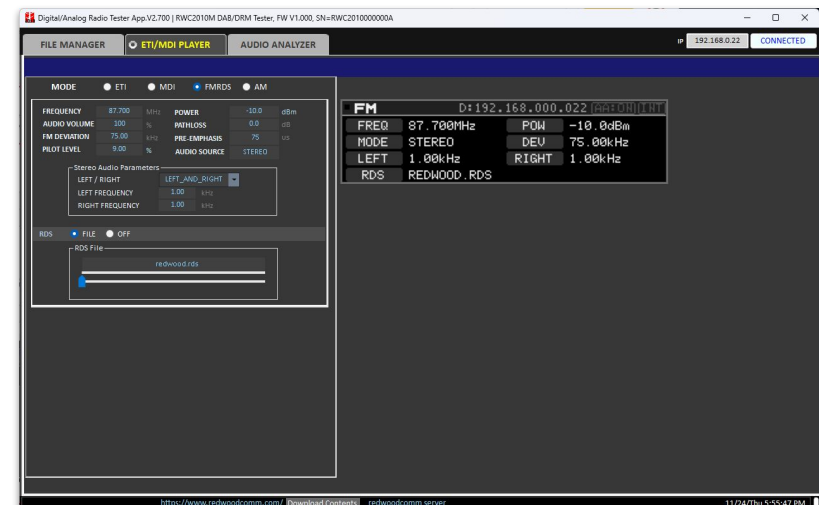 Digital/Analog Radio Tester App.V2.700 | RWC2010M DAB/DRM Tester, FW V1.000, SN=RWC2010000000A
FILE MANAGER ETI/MDI PLAYER AUDIO ANALYZER IP 192.168.0.22 CONNECTED
MODE ETI MDI FMRDS AM
FREQUENCY 87.700 MHz POWER -10.0 dBm
AUDIO VOLUME 100 % PATHLOSS 0.0 dB
FM DEVIATION 75.00 kHz PRE-EMPHASIS 75 us
PILOT LEVEL 9.00 % AUDIO SOURCE STEREO
Stereo Audio Parameters
LEFT / RIGHT LEFT_AND_RIGHT
LEFT FREQUENCY 1.00 kHz
RIGHT FREQUENCY 1.00 kHz
RDS FILE OFF
RDS File
redwood.rds
FM D:192.168.000.022 [AA:ON][INT]
FREQ 87.700MHz POW -10.0dBm
MODE STEREO DEV 75.00kHz
LEFT 1.00kHz RIGHT 1.00kHz
RDS REDWOOD.RDS
https://www.redwoodcomm.com/ Download Contents redwoodcomm server 11/24/Thu 5:55:47 PM